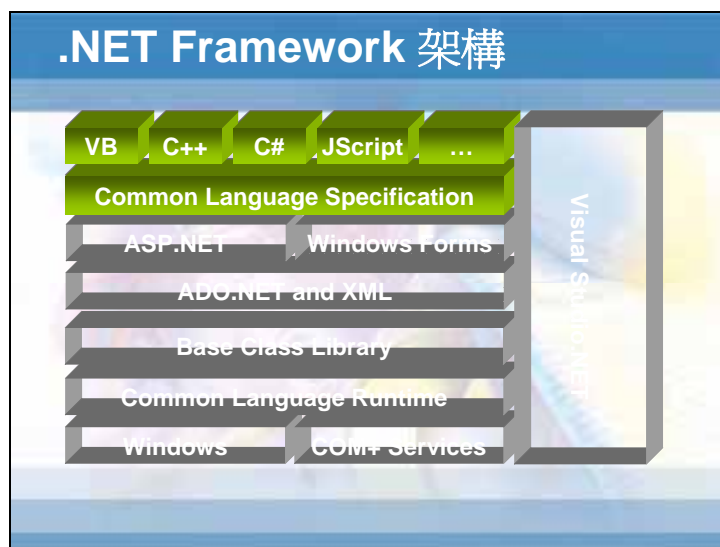 .NET Framework 架構
VB C++ C# JScript …
Common Language Specification
ASP.NET Windows Forms
ADO.NET and XML
Base Class Library
Common Language Runtime
Windows COM+ Services
Visual Studio.NET